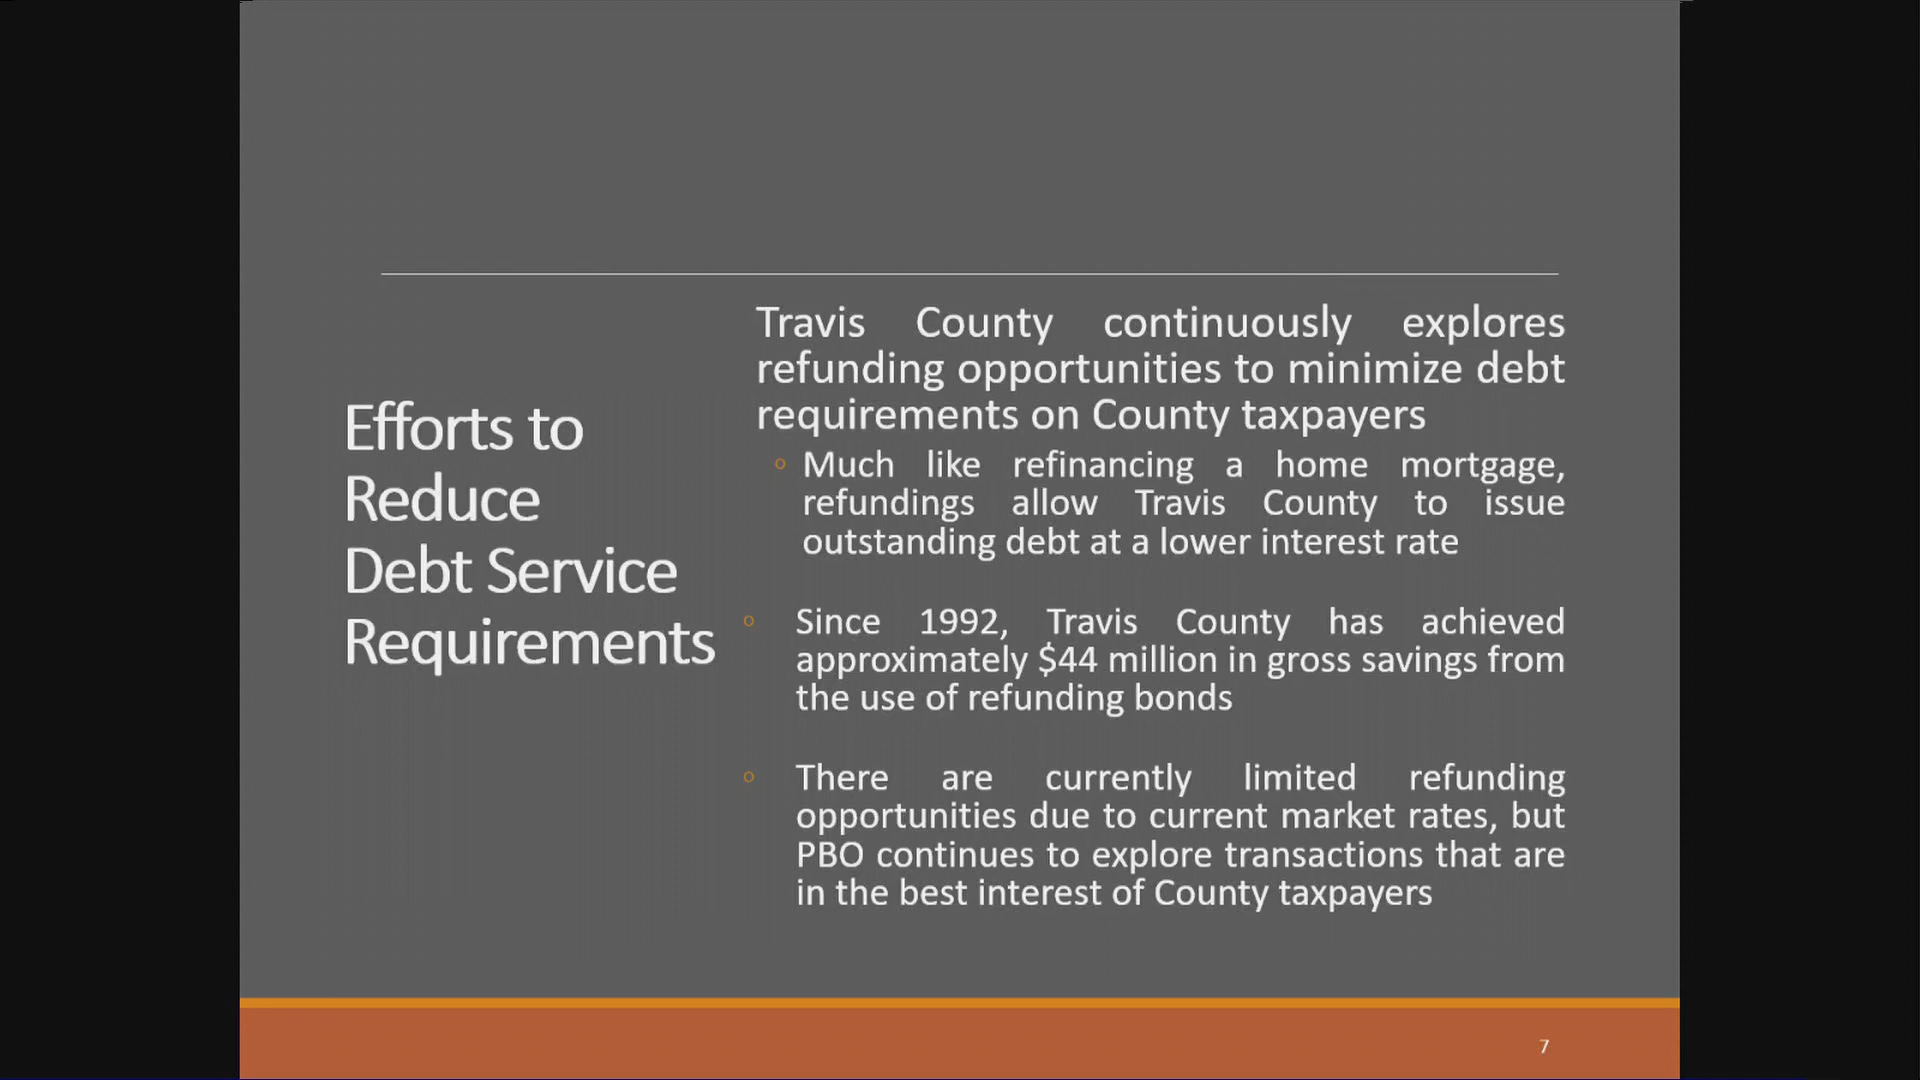 Efforts to
Reduce
Debt Service
Requirements
Travis County continuously explores
refunding opportunities to minimize debt
requirements on County taxpayers
o Much like refinancing a home mortgage,
refundings allow Travis County to issue
outstanding debt at a lower interest rate
o Since 1992, Travis County has achieved
approximately $44 million in gross savings from
the use of refunding bonds
o There are currently limited refunding
opportunities due to current market rates, but
PBO continues to explore transactions that are
in the best interest of County taxpayers
7